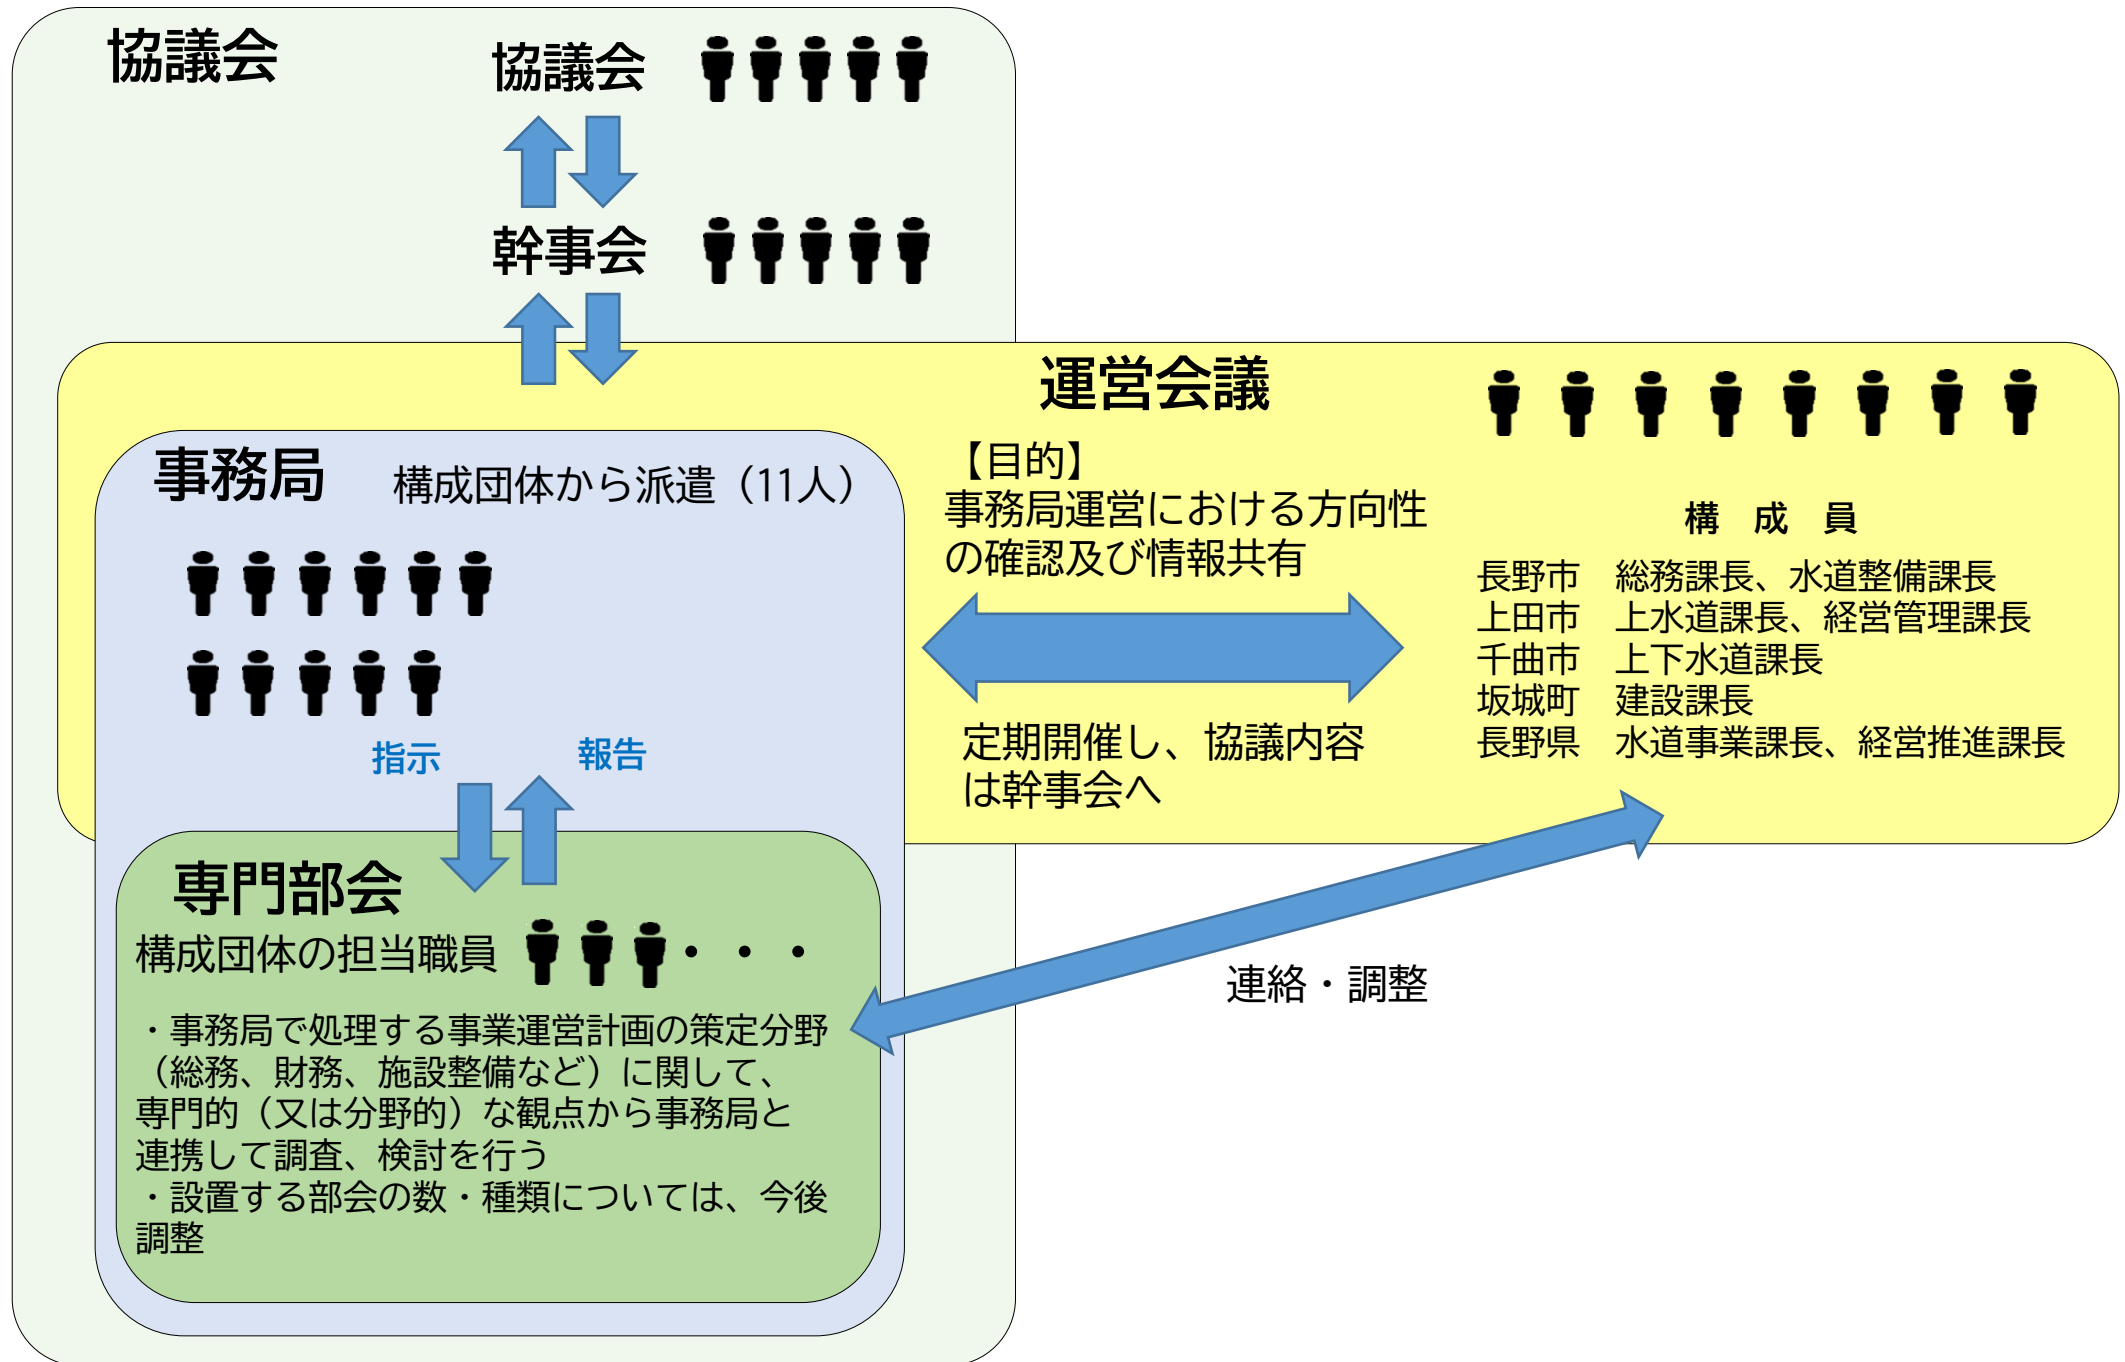 協議会
協議会
幹事会
運営会議
事務局
構成団体から派遣（11人）
【目的】
事務局運営における方向性
の確認及び情報共有
構　成　員
長野市　総務課長、水道整備課長
上田市　上水道課長、経営管理課長
千曲市　上下水道課長
坂城町　建設課長
長野県　水道事業課長、経営推進課長
定期開催し、協議内容
は幹事会へ
指示
報告
専門部会
構成団体の担当職員
・・・
連絡・調整
・事務局で処理する事業運営計画の策定分野
（総務、財務、施設整備など）に関して、
専門的（又は分野的）な観点から事務局と
連携して調査、検討を行う
・設置する部会の数・種類については、今後
調整